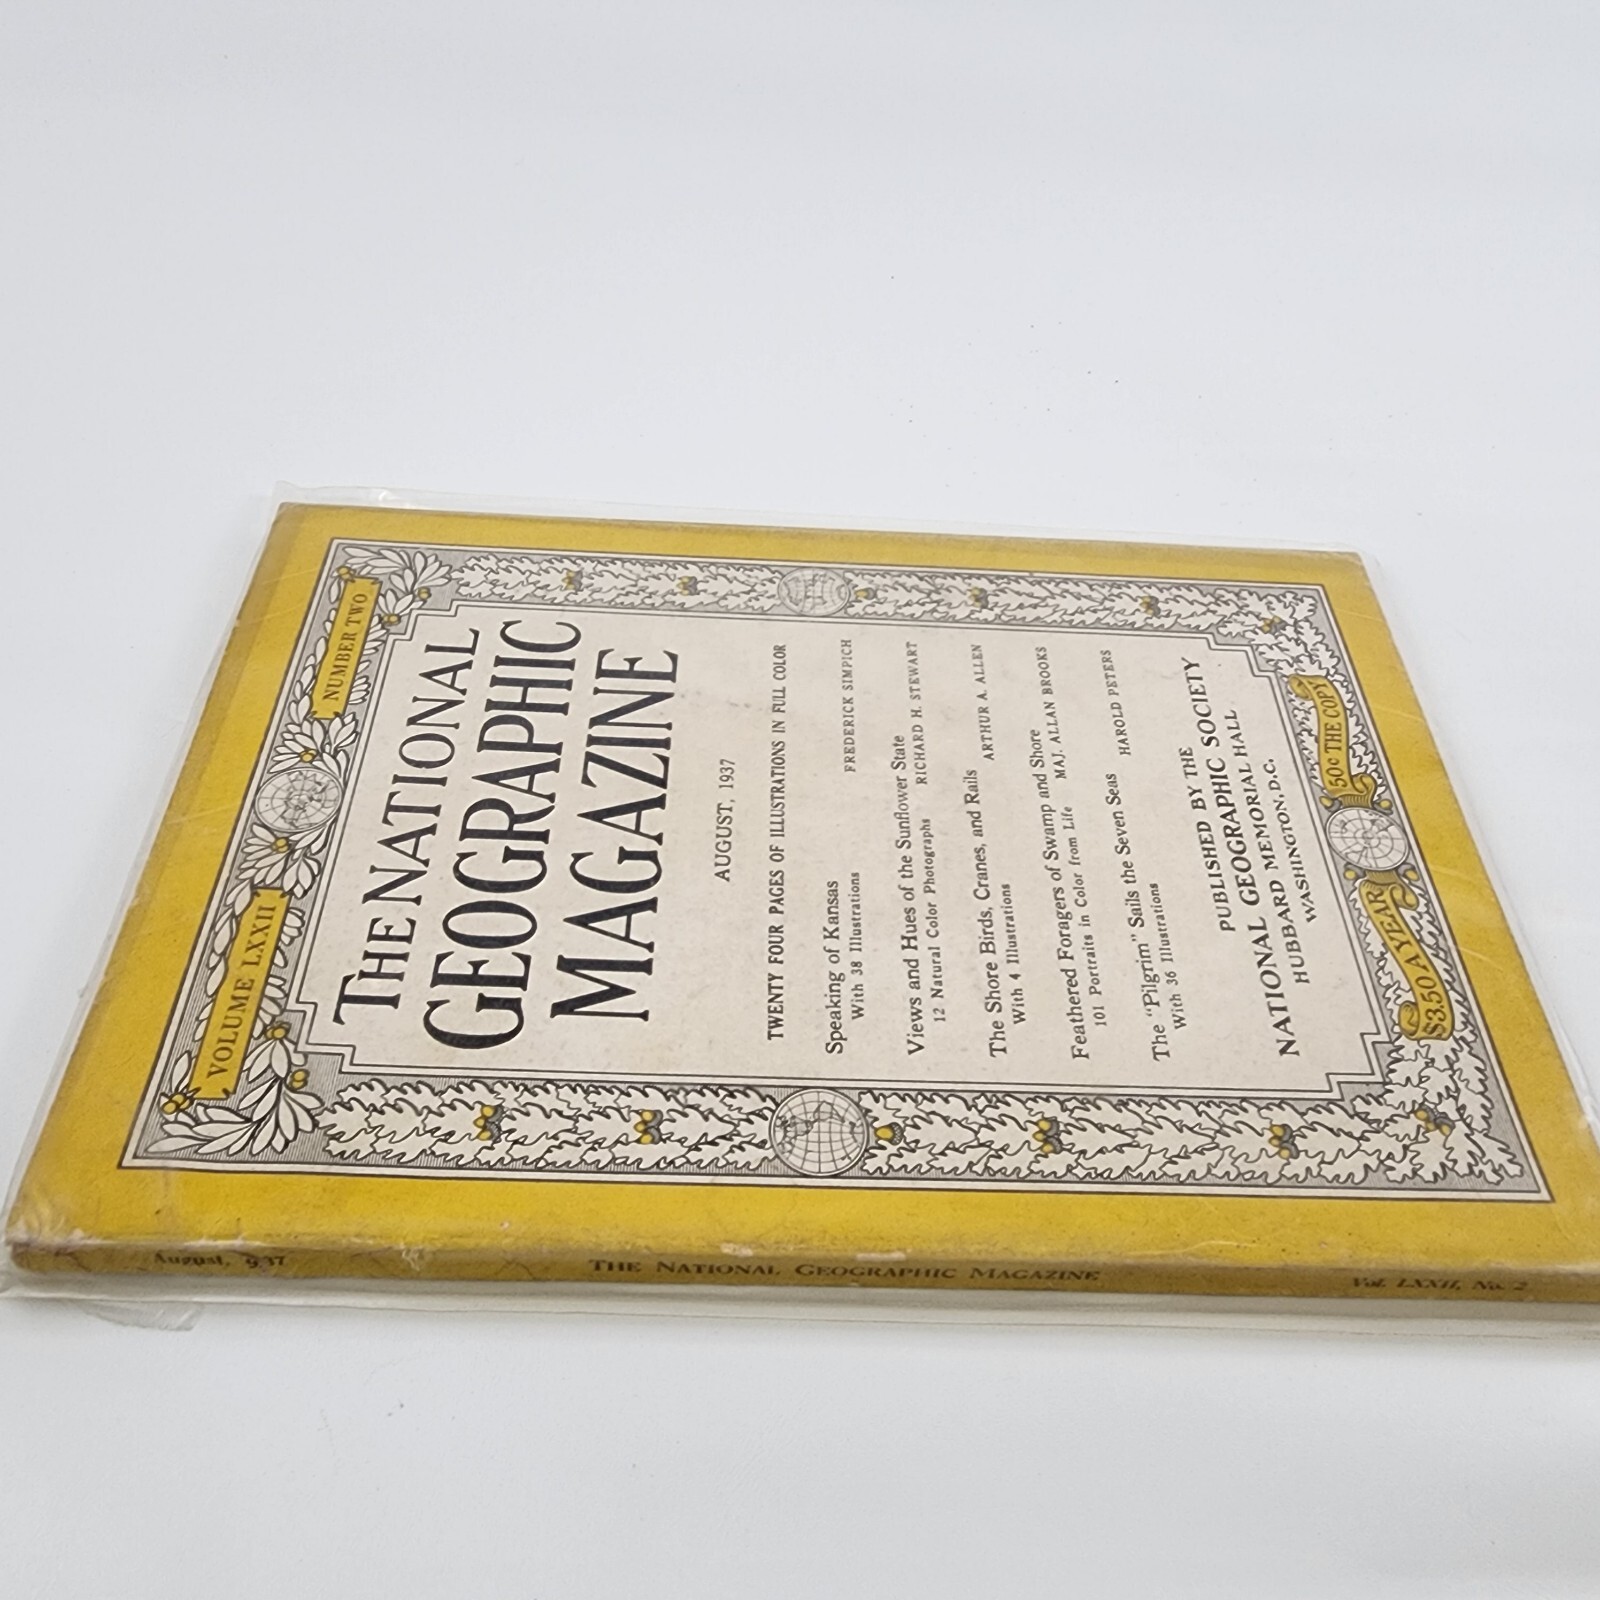 VOLUME LXXII
NUMBER TWO
THE NATIONAL
GEOGRAPHIC
MAGAZINE
AUGUST, 1937
TWENTY FOUR PAGES OF ILLUSTRATIONS IN FULL COLOR
Speaking of Kansas
With 38 Illustrations FREDERICK SIMPICH
Views and Hues of the Sunflower State
12 Natural Color Photographs RICHARD H. STEWART
The Shore Birds, Cranes, and Rails
With 4 Illustrations ARTHUR A. ALLEN
Feathered Foragers of Swamp and Shore
101 Portraits in Color from Life MAJ. ALLAN BROOKS
The "Pilgrim" Sails the Seven Seas
With 36 Illustrations HAROLD PETERS
PUBLISHED BY THE
NATIONAL GEOGRAPHIC SOCIETY
HUBBARD MEMORIAL HALL
WASHINGTON, D.C.
$3.50 A YEAR
50¢ THE COPY
August, 937
THE NATIONAL GEOGRAPHIC MAGAZINE
Vol. LXXII, No. 2